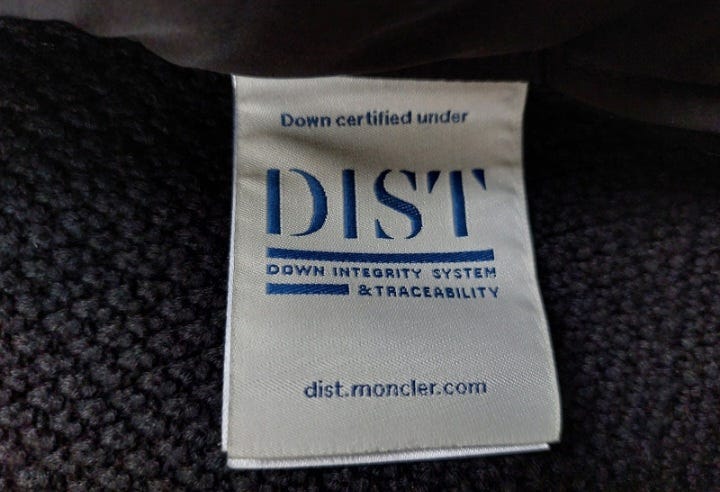 Down certified under
DIST
DOWN INTEGRITY SYSTEM
&TRACEABILITY
dist.moncler.com